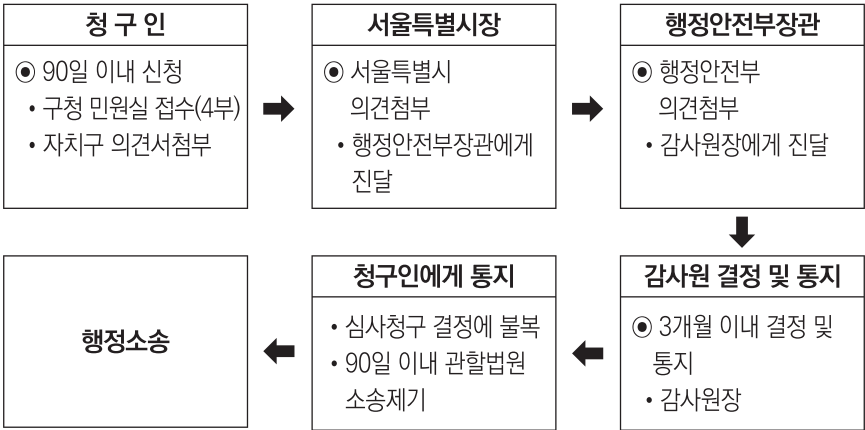 청 구 인
◉ 90일 이내 신청
• 구청 민원실 접수(4부)
• 자치구 의견서첨부
서울특별시장
◉ 서울특별시
의견첨부
• 행정안전부장관에게
진달
행정안전부장관
◉ 행정안전부
의견첨부
• 감사원장에게 진달
감사원 결정 및 통지
◉ 3개월 이내 결정 및
통지
• 감사원장
청구인에게 통지
• 심사청구 결정에 불복
• 90일 이내 관할법원
소송제기
행정소송